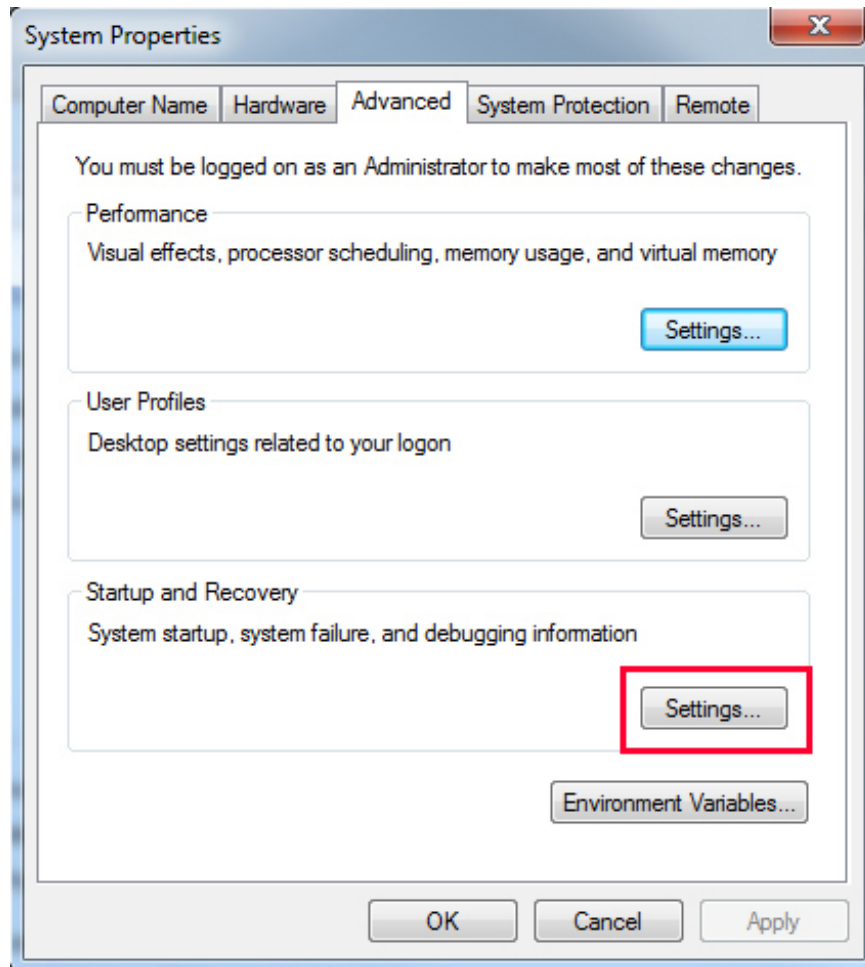 System Properties
Computer Name Hardware Advanced System Protection Remote
You must be logged on as an Administrator to make most of these changes.
Performance
Visual effects, processor scheduling, memory usage, and virtual memory
Settings...
User Profiles
Desktop settings related to your logon
Settings...
Startup and Recovery
System startup, system failure, and debugging information
Settings...
Environment Variables...
OK Cancel Apply